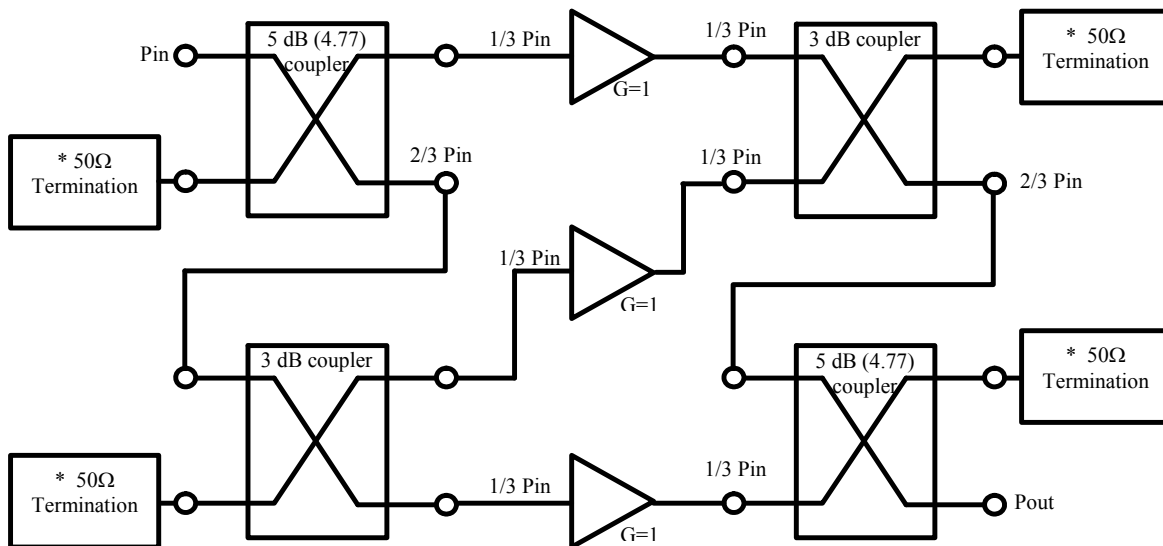 Pin
5 dB (4.77)
coupler
1/3 Pin
G=1
1/3 Pin
3 dB coupler
* 50Ω
Termination
* 50Ω
Termination
2/3 Pin
1/3 Pin
2/3 Pin
1/3 Pin
G=1
3 dB coupler
5 dB (4.77)
coupler
* 50Ω
Termination
* 50Ω
Termination
1/3 Pin
G=1
1/3 Pin
Pout